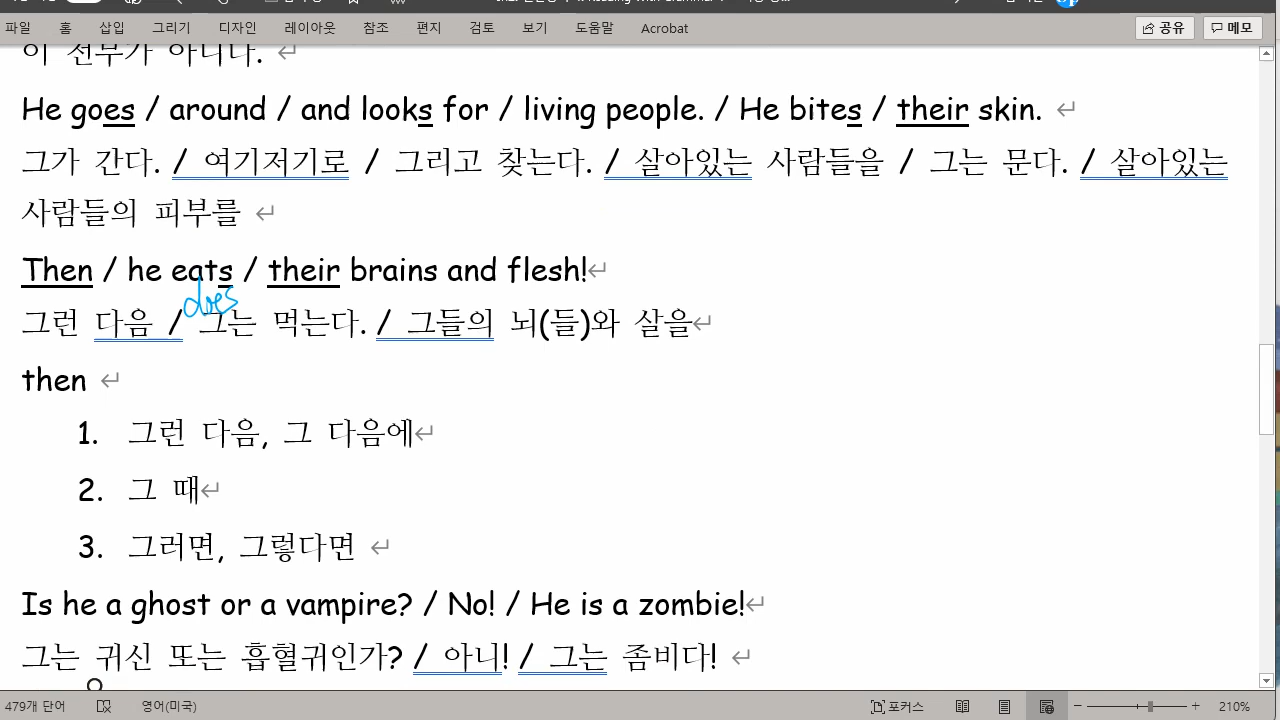 파일 홈 삽입 그리기 디자인 레이아웃 참조 편지 검토 보기 도움말 Acrobat 공유 메모
이 전부가 아니다. ↵
He goes / around / and looks for / living people. / He bites / their skin. ↵
그가 간다. / 여기저기로 / 그리고 찾는다. / 살아있는 사람들을 / 그는 문다. / 살아있는
사람들의 피부를 ↵
Then / he eats / their brains and flesh!↵
does
그런 다음 / 그는 먹는다. / 그들의 뇌(들)와 살을↵
then ↵
1. 그런 다음, 그 다음에↵
2. 그 때↵
3. 그러면, 그렇다면 ↵
Is he a ghost or a vampire? / No! / He is a zombie!↵
그는 귀신 또는 흡혈귀인가? / 아니! / 그는 좀비다! ↵
479개 단어 영어(미국) 포커스 210%